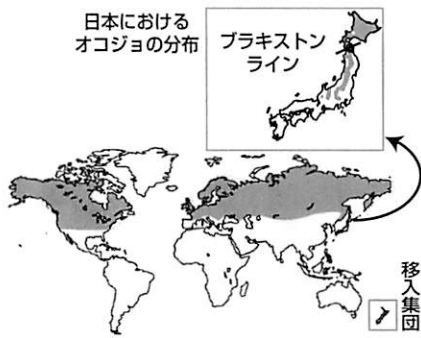 日本における
オコジョの分布
ブラキストン
ライン
移入集団